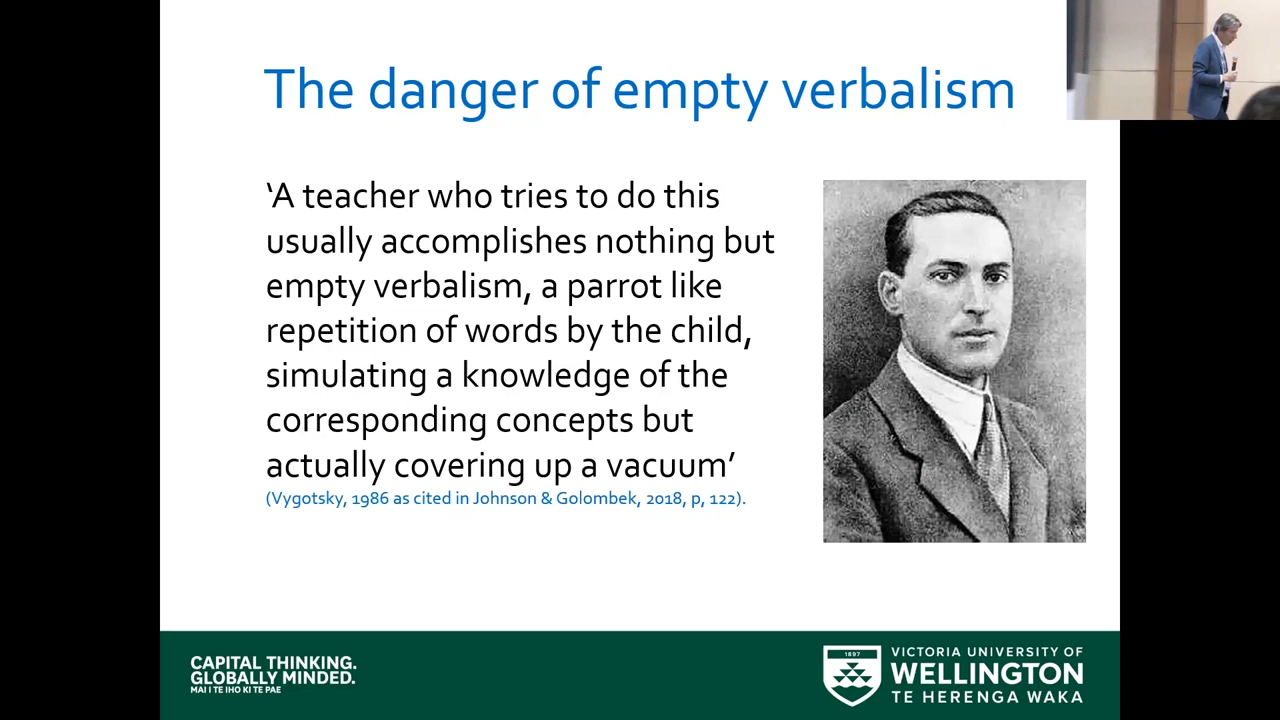 The danger of empty verbalism
‘A teacher who tries to do this
usually accomplishes nothing but
empty verbalism, a parrot like
repetition of words by the child,
simulating a knowledge of the
corresponding concepts but
actually covering up a vacuum’
(Vygotsky, 1986 as cited in Johnson & Golombek, 2018, p, 122).
CAPITAL THINKING.
GLOBALLY MINDED.
MAI I TE IHO KI TE PAE
1897
VICTORIA UNIVERSITY OF
WELLINGTON
TE HERENGA WAKA